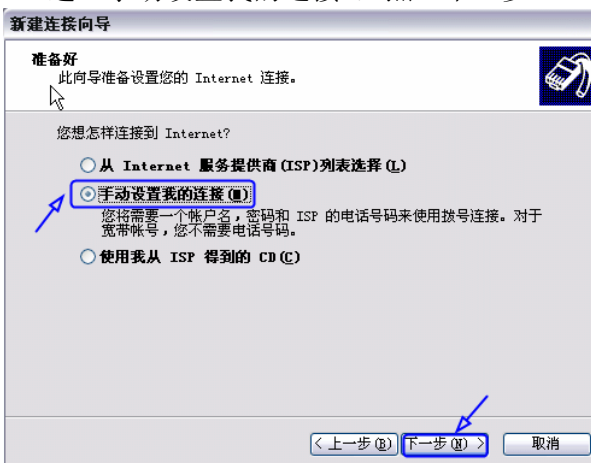 新建连接向导
准备好
此向导准备设置您的 Internet 连接。
您想怎样连接到 Internet?
从 Internet 服务提供商(ISP)列表选择(L)
手动设置我的连接(M)
您将需要一个帐户名，密码和 ISP 的电话号码来使用拨号连接。对于
宽带帐号，您不需要电话号码。
使用我从 ISP 得到的 CD(C)
< 上一步(B) 下一步(N) > 取消